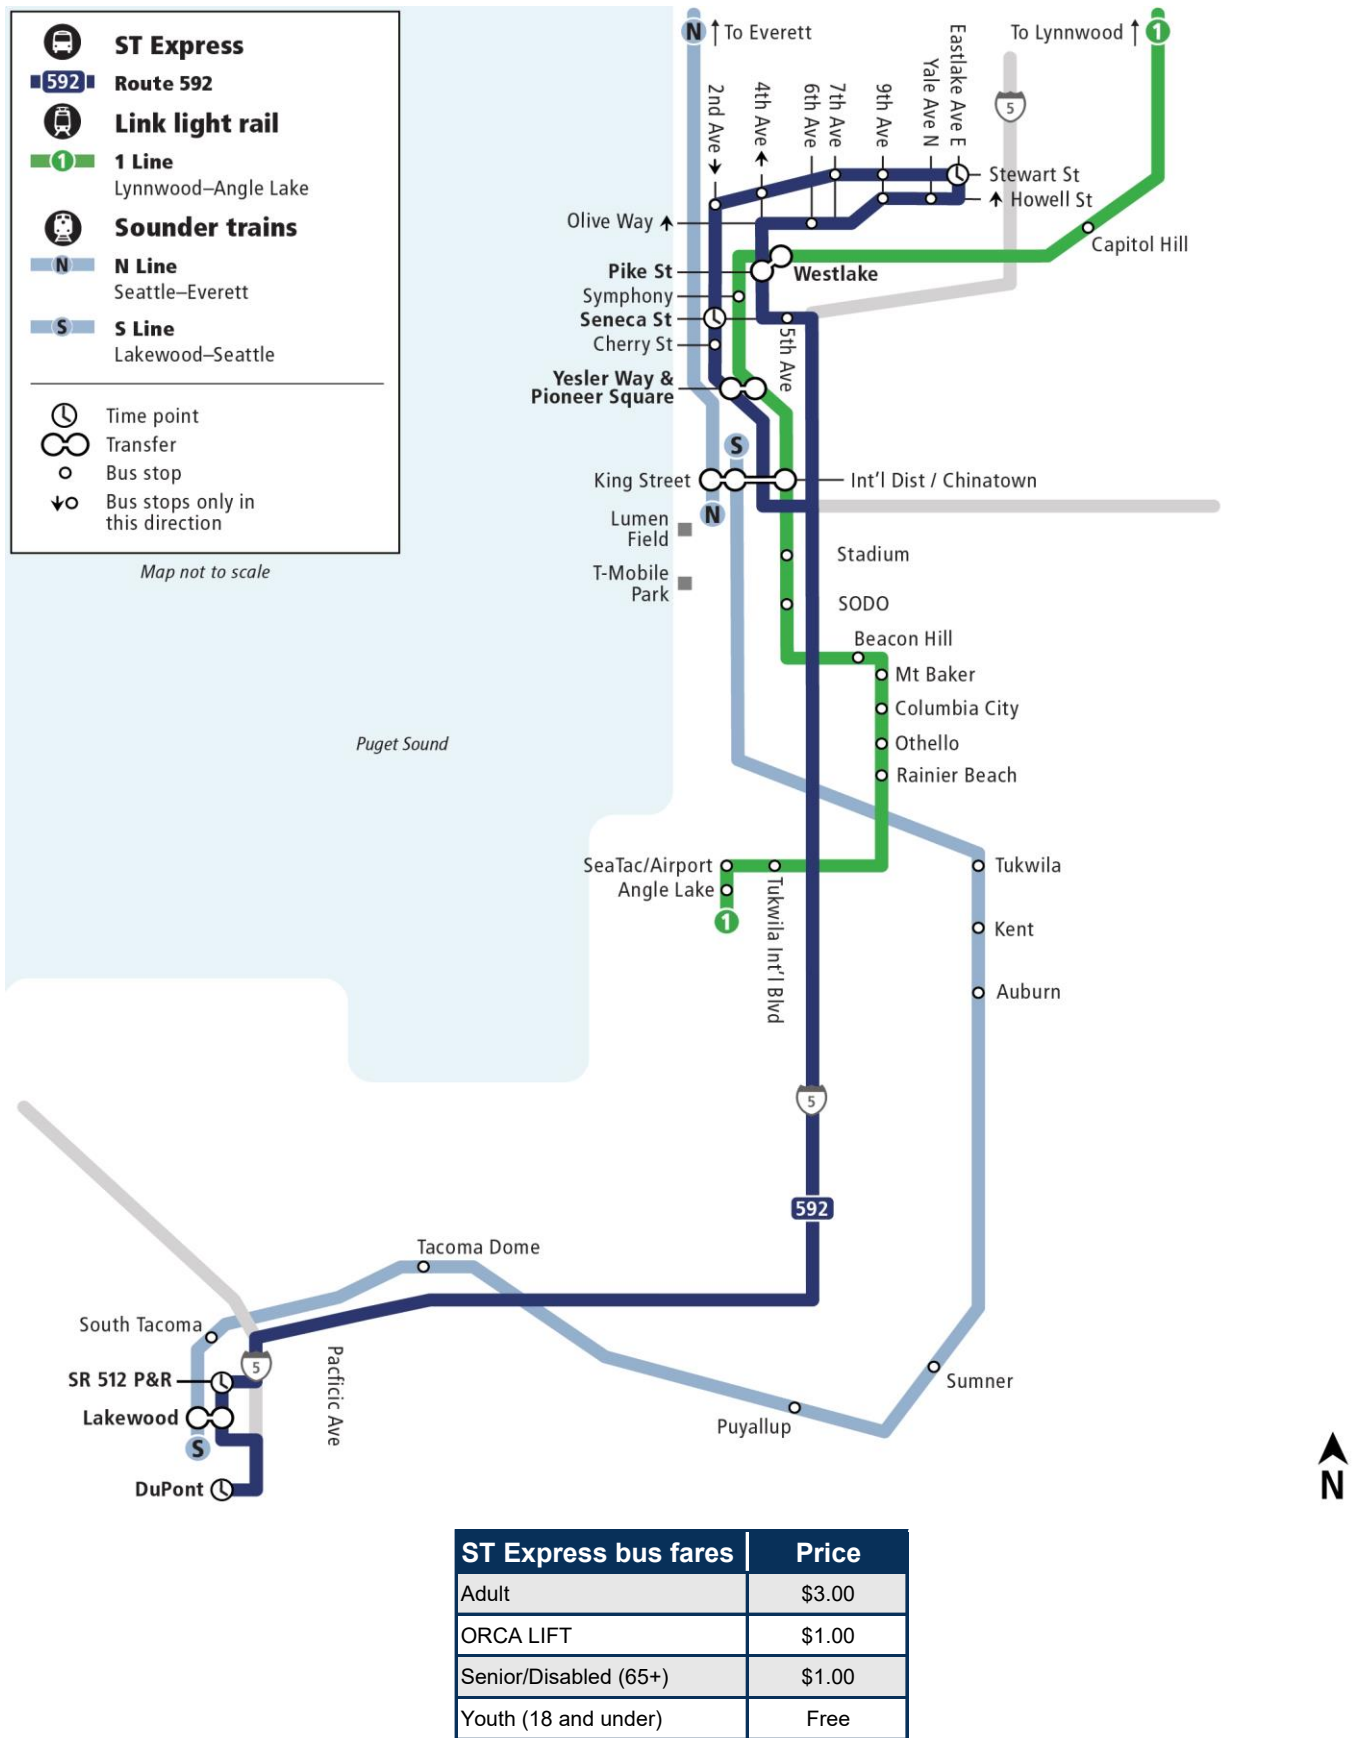 ST Express
592 Route 592
Link light rail
1 1 Line
Lynnwood–Angle Lake
Sounder trains
N N Line
Seattle–Everett
S S Line
Lakewood–Seattle
Time point
Transfer
Bus stop
Bus stops only in
this direction
Map not to scale
N To Everett
To Lynnwood 1
2nd Ave
4th Ave
6th Ave
7th Ave
9th Ave
Yale Ave N
Eastlake Ave E
5
Stewart St
Howell St
Olive Way
Capitol Hill
Pike St
Westlake
Symphony
Seneca St
5th Ave
Cherry St
Yesler Way &
Pioneer Square
S
King Street
Int'l Dist / Chinatown
N
Lumen
Field
Stadium
T-Mobile
Park
SODO
Beacon Hill
Mt Baker
Columbia City
Puget Sound
Othello
Rainier Beach
SeaTac/Airport
Tukwila
Angle Lake
1
Tukwila Int'l Blvd
Kent
Auburn
5
592
Tacoma Dome
South Tacoma
5
Pacficic Ave
SR 512 P&R
Sumner
Lakewood
Puyallup
S
DuPont
N
ST Express bus fares Price
Adult $3.00
ORCA LIFT $1.00
Senior/Disabled (65+) $1.00
Youth (18 and under) Free